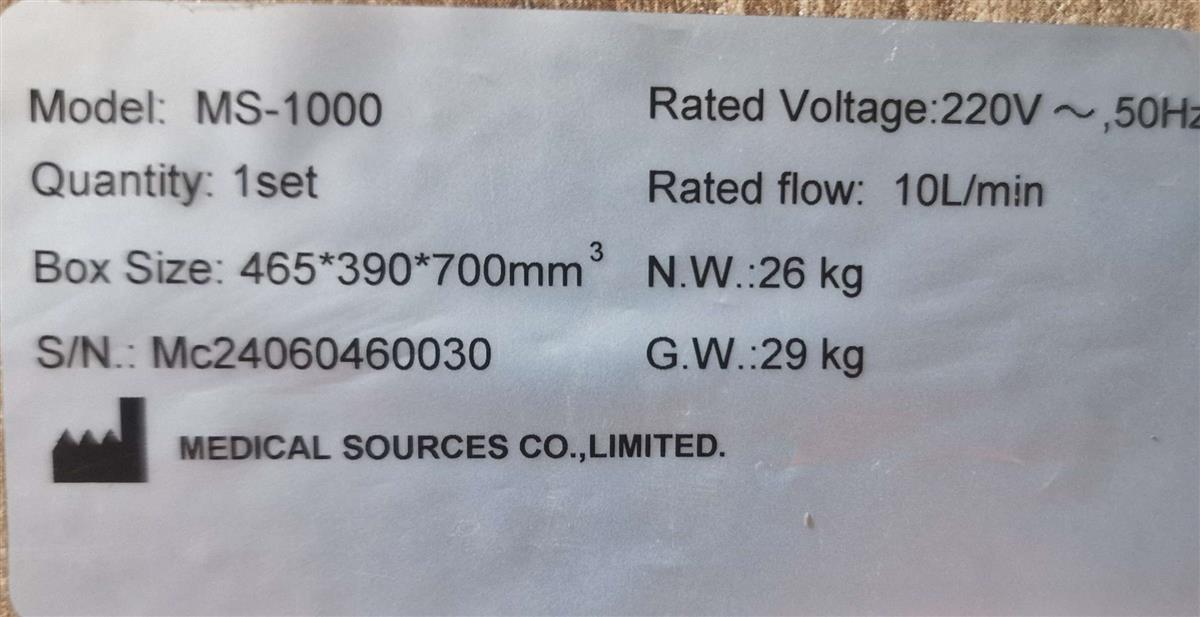 Model: MS-1000
Rated Voltage:220V ～,50Hz
Quantity: 1set
Rated flow: 10L/min
Box Size: 465*390*700mm³
N.W.:26 kg
S/N.: Mc24060460030
G.W.:29 kg
MEDICAL SOURCES CO.,LIMITED.